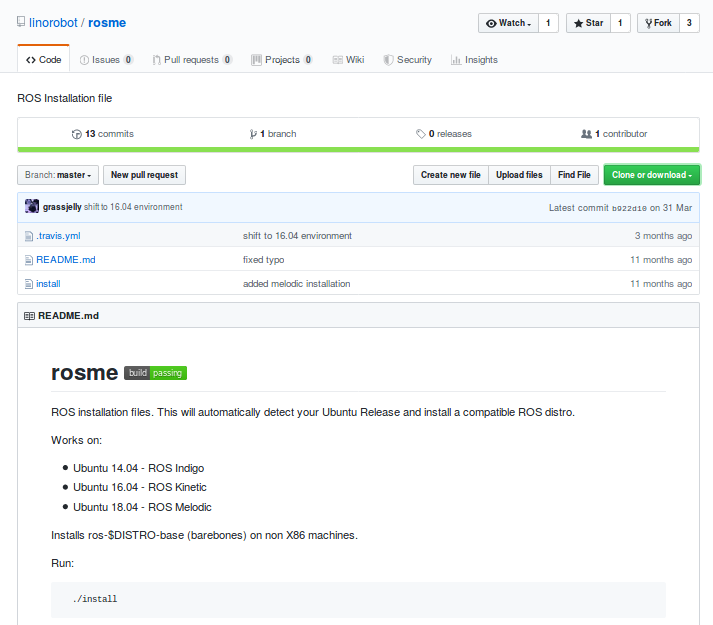 linorobot / rosme Watch 1 Star 1 Fork 3
Code Issues 0 Pull requests 0 Projects 0 Wiki Security Insights
ROS Installation file
13 commits 1 branch 0 releases 1 contributor
Branch: master New pull request Create new file Upload files Find File Clone or download
grassjelly shift to 16.04 environment Latest commit b922d10 on 31 Mar
.travis.yml shift to 16.04 environment 3 months ago
README.md fixed typo 11 months ago
install added melodic installation 11 months ago
README.md
rosme build passing
ROS installation files. This will automatically detect your Ubuntu Release and install a compatible ROS distro.
Works on:
Ubuntu 14.04 - ROS Indigo
Ubuntu 16.04 - ROS Kinetic
Ubuntu 18.04 - ROS Melodic
Installs ros-$DISTRO-base (barebones) on non X86 machines.
Run:
./install